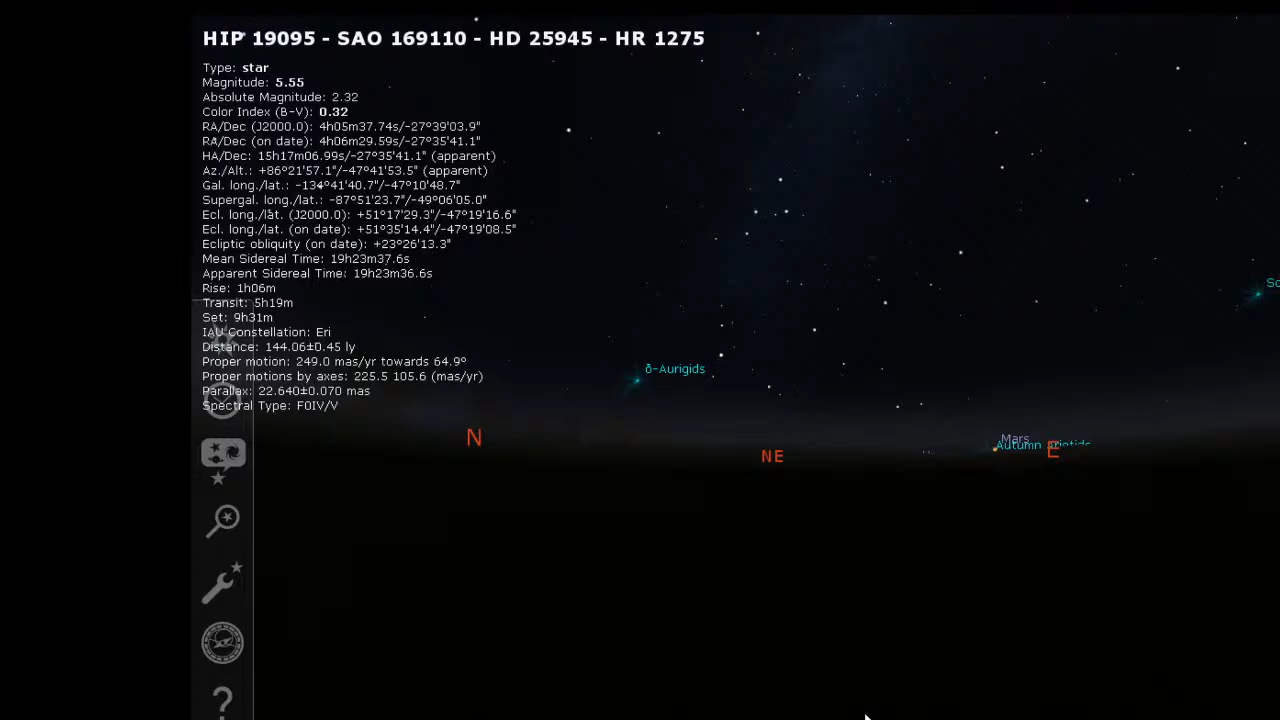 HIP 19095 - SAO 169110 - HD 25945 - HR 1275
Type: star
Magnitude: 5.55
Absolute Magnitude: 2.32
Color Index (B-V): 0.32
RA/Dec (J2000.0): 4h05m37.74s/-27°39'03.9"
RA/Dec (on date): 4h06m29.59s/-27°35'41.1"
HA/Dec: 15h17m06.99s/-27°35'41.1" (apparent)
Az./Alt.: +86°21'57.1"/-47°41'53.5" (apparent)
Gal. long./lat.: -134°41'40.7"/-47°10'48.7"
Supergal. long./lat.: -87°51'23.7"/-49°06'05.0"
Ecl. long./lat. (J2000.0): +51°17'29.3"/-47°19'16.6"
Ecl. long./lat. (on date): +51°35'14.4"/-47°19'08.5"
Ecliptic obliquity (on date): +23°26'13.3"
Mean Sidereal Time: 19h23m37.6s
Apparent Sidereal Time: 19h23m36.6s
Rise: 1h06m
Transit: 5h19m
Set: 9h31m
IAU Constellation: Eri
Distance: 144.06±0.45 ly
Proper motion: 249.0 mas/yr towards 64.9°
Proper motions by axes: 225.5 105.6 (mas/yr)
Parallax: 22.640±0.070 mas
Spectral Type: F0IV/V
So
δ-Aurigids
N
NE
Mars
Autumn Arietids
E
?